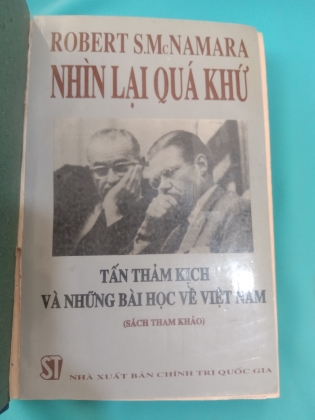 ROBERT S.McNAMARA
NHÌN LẠI QUÁ KHỨ
TẤN THẢM KỊCH
VÀ NHỮNG BÀI HỌC VỀ VIỆT NAM
(SÁCH THAM KHẢO)
ST
NHÀ XUẤT BẢN CHÍNH TRỊ QUỐC GIA